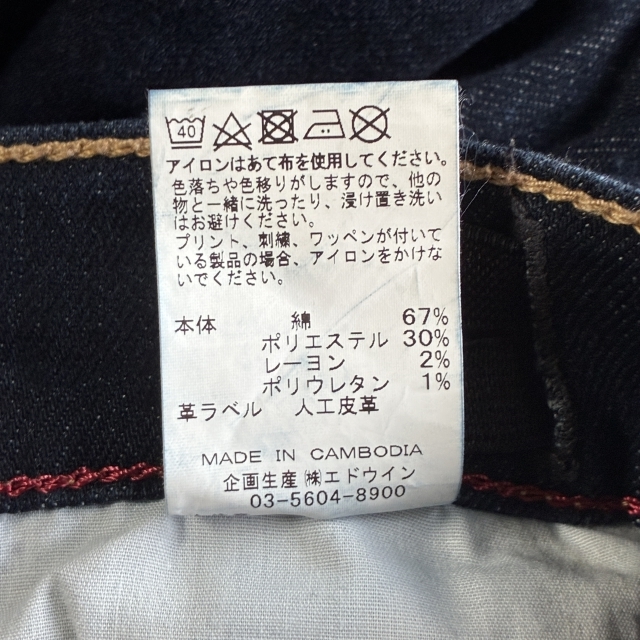 40
アイロンはあて布を使用してください。
色落ちや色移りがしますので、他の
物と一緒に洗ったり、浸け置き洗い
はお避けください。
プリント、刺繍、ワッペンが付いて
いる製品の場合、アイロンをかけな
いでください。
本体 綿 67%
ポリエステル 30%
レーヨン 2%
ポリウレタン 1%
革ラベル 人工皮革
MADE IN CAMBODIA
企画生産 ㈱エドウイン
03-5604-8900